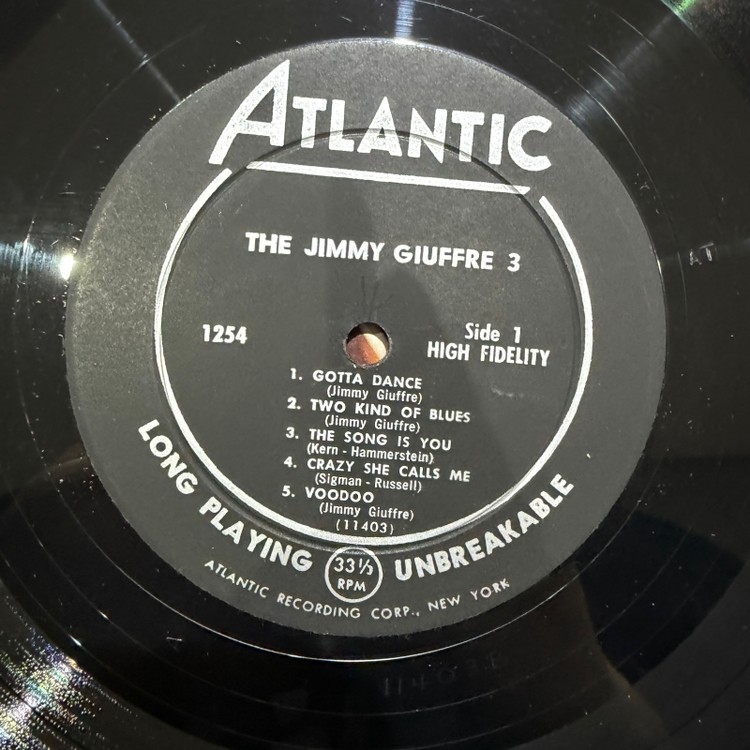 ATLANTIC
THE JIMMY GIUFFRE 3
1254
Side 1
HIGH FIDELITY
1. GOTTA DANCE
(Jimmy Giuffre)
2. TWO KIND OF BLUES
(Jimmy Giuffre)
3. THE SONG IS YOU
(Kern - Hammerstein)
4. CRAZY SHE CALLS ME
(Sigman - Russell)
5. VOODOO
(Jimmy Giuffre)
(11403)
LONG PLAYING
33⅓
RPM
UNBREAKABLE
ATLANTIC RECORDING CORP., NEW YORK
AT